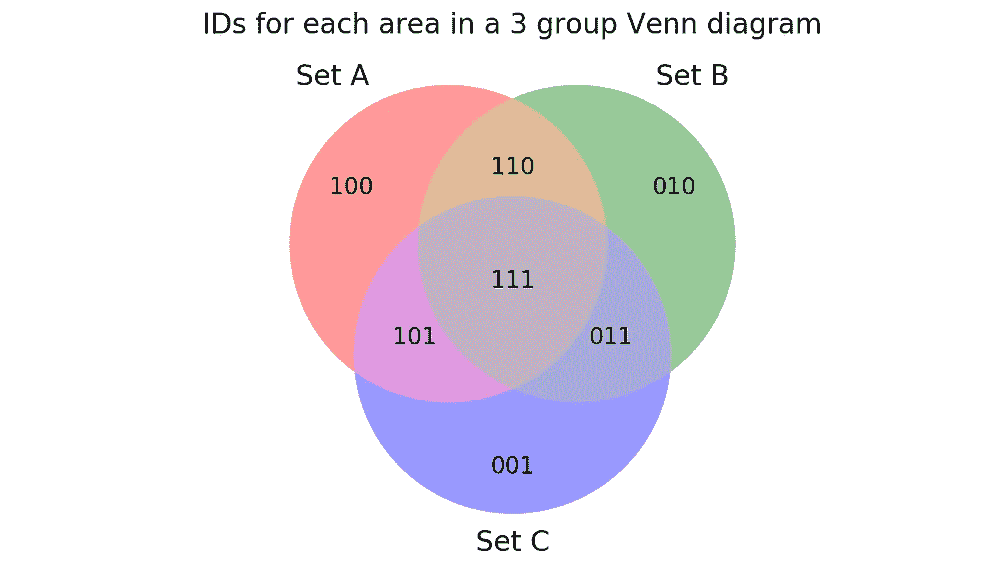 IDs for each area in a 3 group Venn diagram
Set A
Set B
110
100
010
111
101
011
001
Set C